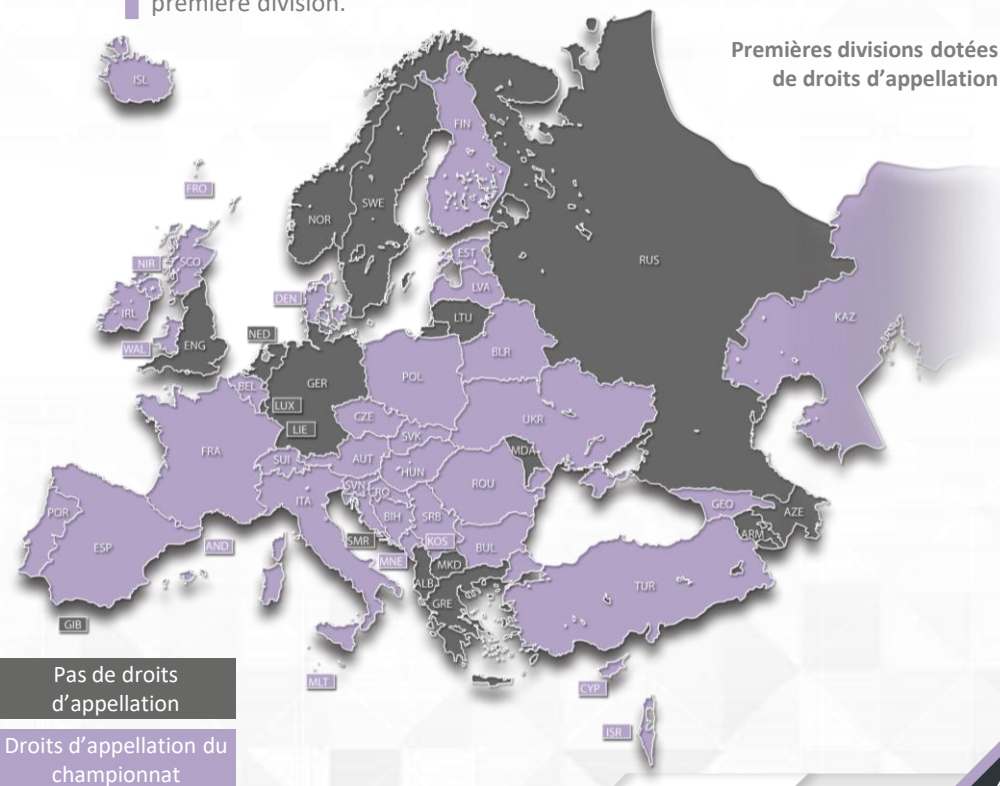 première division.
Premières divisions dotées
de droits d'appellation
ISL
FIN
FRO
SWE
NOR
RUS
NIR
SCO
EST
LVA
IRL
DEN
LTU
KAZ
NED
WAL
ENG
BLR
BEL
GER
POL
LUX
CZE
UKR
LIE
SVK
MDA
FRA
SUI
AUT
HUN
ROU
SVN
CRO
ITA
POR
BIH
SRB
GEO
AZE
ARM
ESP
AND
SMR
KOS
BUL
MNE
MKD
ALB
TUR
GRE
GIB
MLT
CYP
ISR
Pas de droits
d'appellation
Droits d'appellation du
championnat